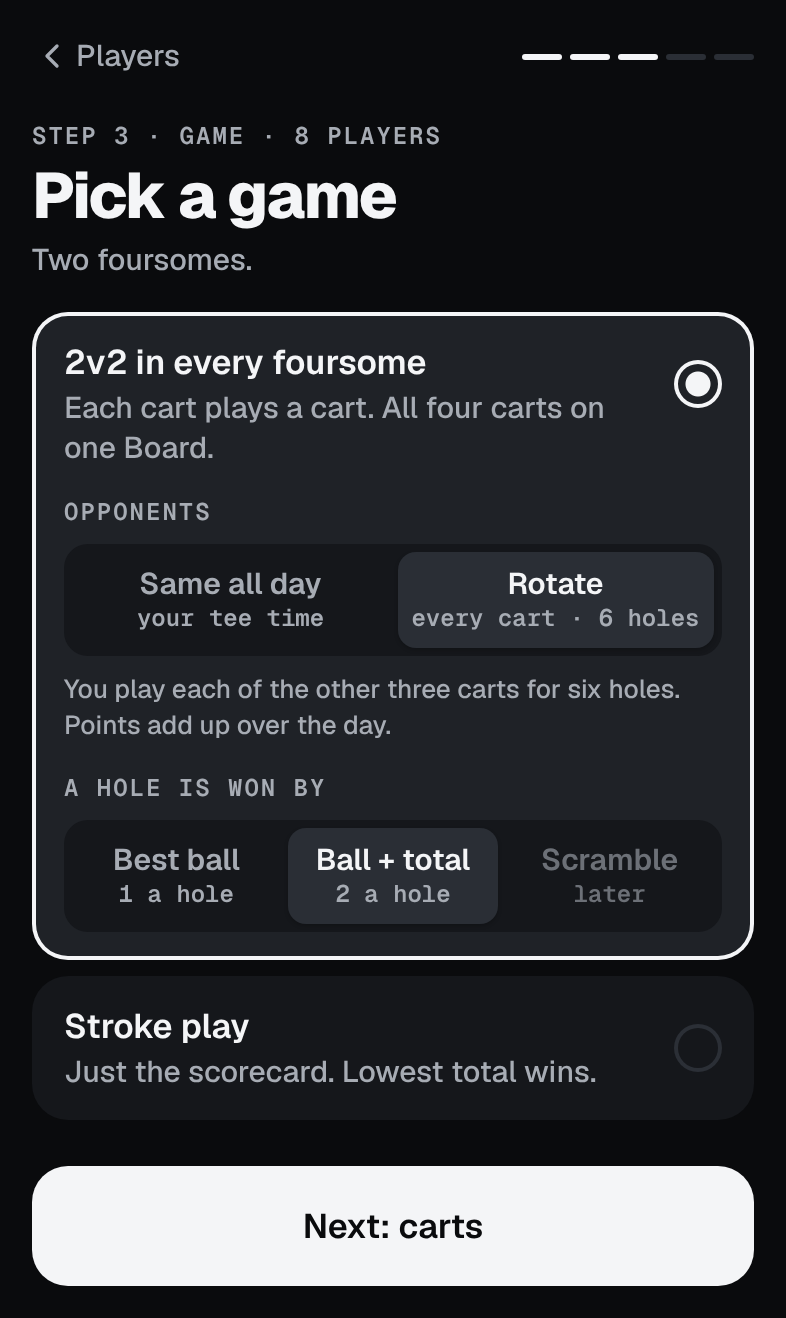 Players
STEP 3 · GAME · 8 PLAYERS
Pick a game
Two foursomes.
2v2 in every foursome
Each cart plays a cart. All four carts on
one Board.
OPPONENTS
Same all day
your tee time
Rotate
every cart · 6 holes
You play each of the other three carts for six holes.
Points add up over the day.
A HOLE IS WON BY
Best ball
1 a hole
Ball + total
2 a hole
Scramble
later
Stroke play
Just the scorecard. Lowest total wins.
Next: carts